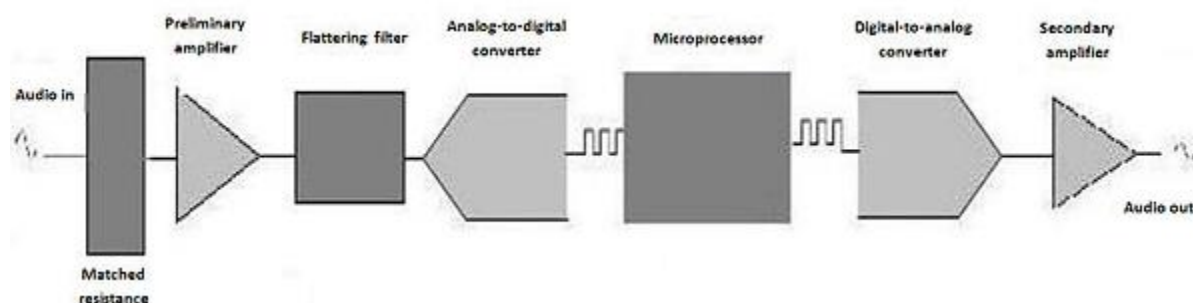 Preliminary
amplifier
Flattering filter
Analog-to-digital
converter
Microprocessor
Digital-to-analog
converter
Secondary
amplifier
Audio in
Audio out
Matched
resistance